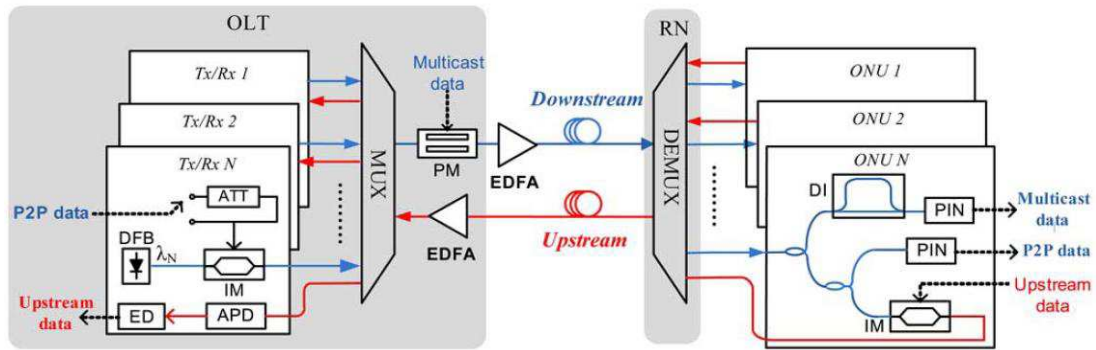 OLT
RN
Tx/Rx 1
Tx/Rx 2
Tx/Rx N
Multicast
data
Downstream
ONU 1
ONU 2
ONU N
MUX
PM
EDFA
DEMUX
ATT
P2P data
DFB
λN
IM
EDFA
Upstream
DI
PIN
Multicast
data
PIN
P2P data
Upstream
data
IM
Upstream
data
ED
APD